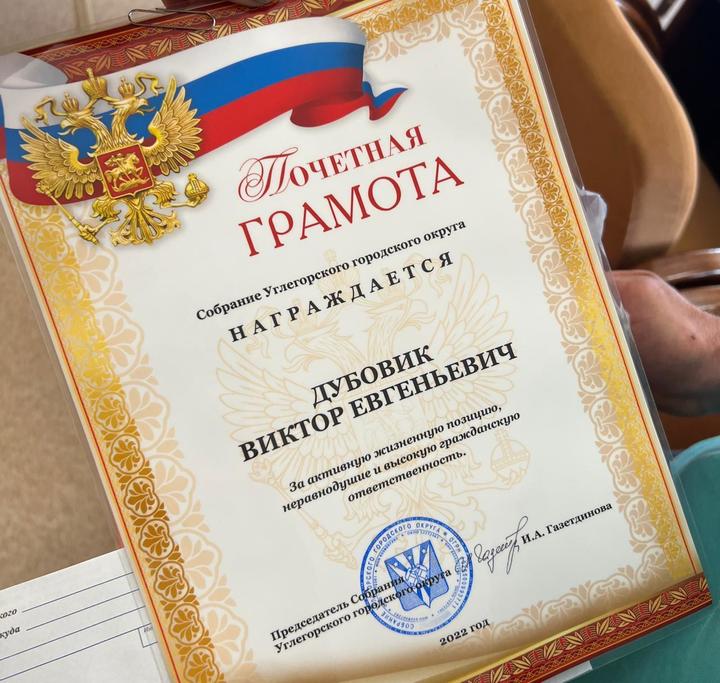 Почетная
ГРАМОТА
Собрание Углегорского городского округа
НАГРАЖДАЕТСЯ
ДУБОВИК
ВИКТОР ЕВГЕНЬЕВИЧ
За активную жизненную позицию,
неравнодушие и высокую гражданскую
ответственность.
Председатель Собрания
Углегорского городского округа
И.А. Газетдинова
2022 год